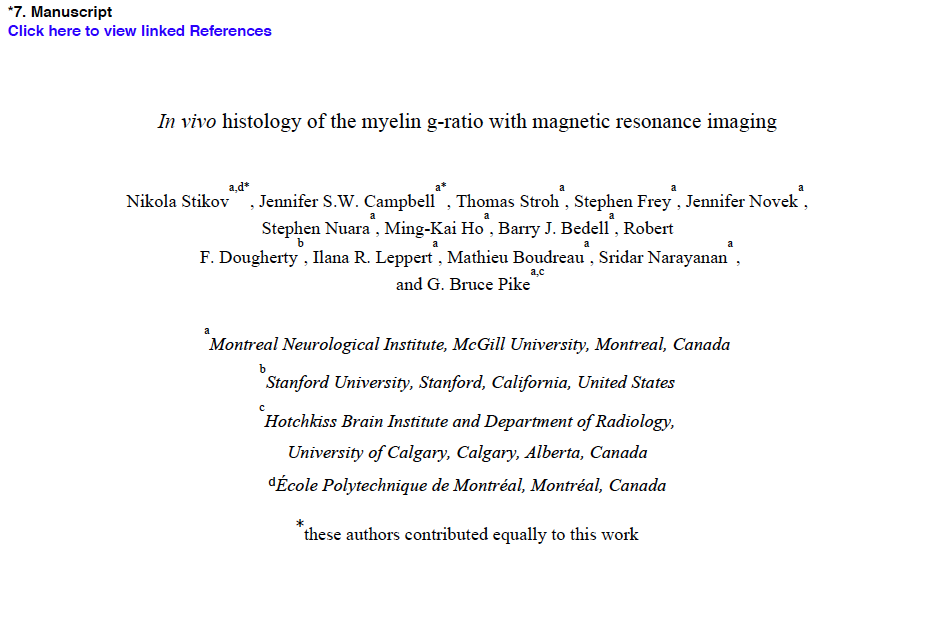 *7. Manuscript
Click here to view linked References
In vivo histology of the myelin g-ratio with magnetic resonance imaging
Nikola Stikov a,d*, Jennifer S.W. Campbell a*, Thomas Stroh a, Stephen Frey a, Jennifer Novek a,
Stephen Nuara a, Ming-Kai Ho a, Barry J. Bedell a, Robert
F. Dougherty b, Ilana R. Leppert a, Mathieu Boudreau a, Sridar Narayanan a,
and G. Bruce Pike a,c
a Montreal Neurological Institute, McGill University, Montreal, Canada
b Stanford University, Stanford, California, United States
c Hotchkiss Brain Institute and Department of Radiology,
University of Calgary, Calgary, Alberta, Canada
d École Polytechnique de Montréal, Montréal, Canada
* these authors contributed equally to this work